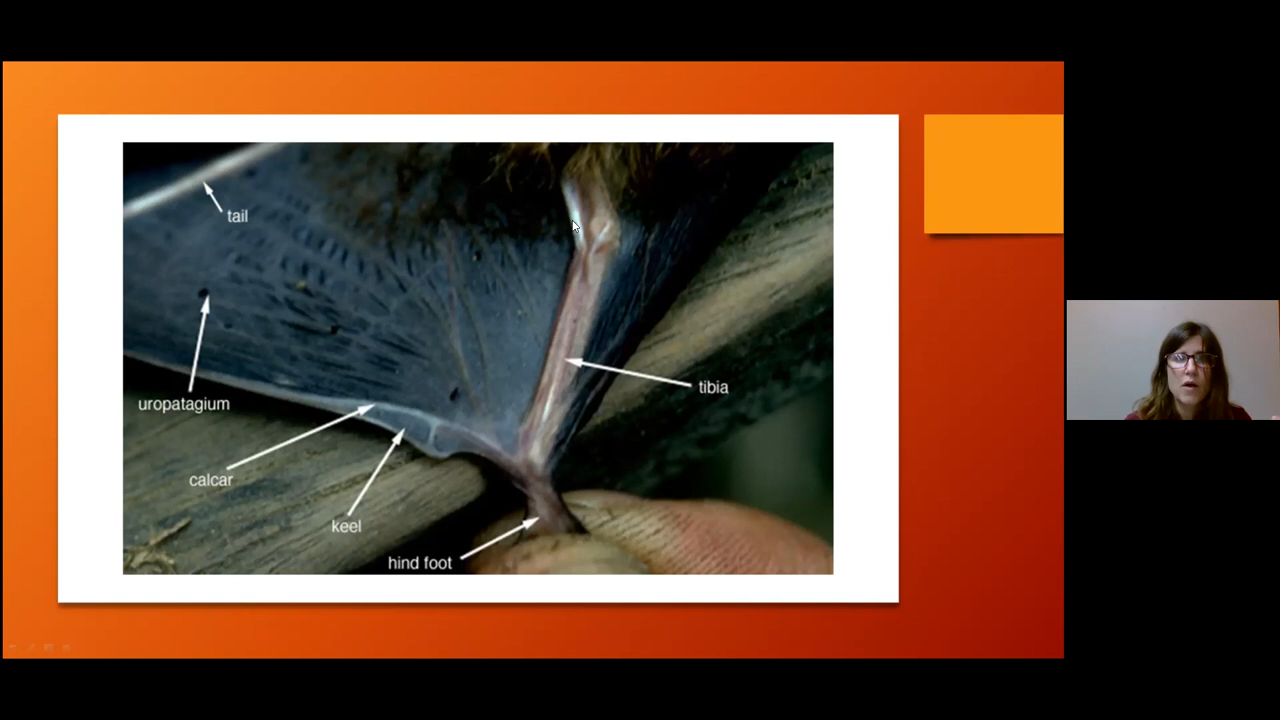 tail
uropatagium
tibia
calcar
keel
hind foot